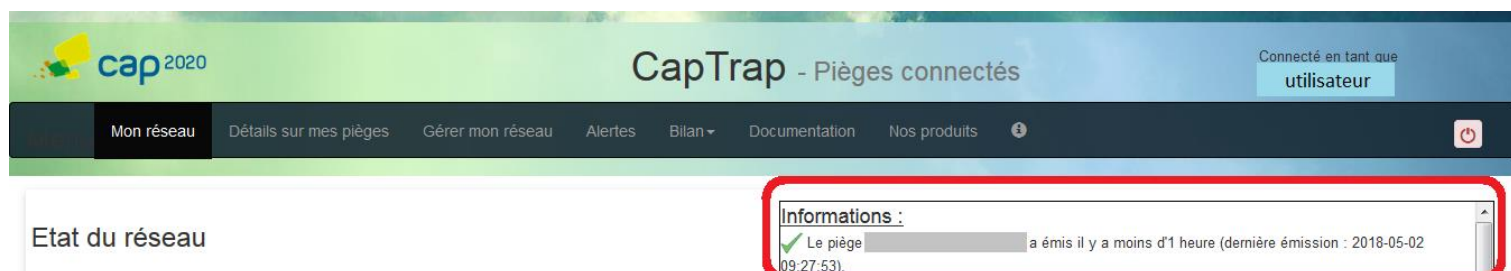 cap 2020
CapTrap - Pièges connectés
Connecté en tant que
utilisateur
Mon réseau Détails sur mes pièges Gérer mon réseau Alertes Bilan Documentation Nos produits
Etat du réseau
Informations :
Le piège a émis il y a moins d'1 heure (dernière émission : 2018-05-02
09:27:53).